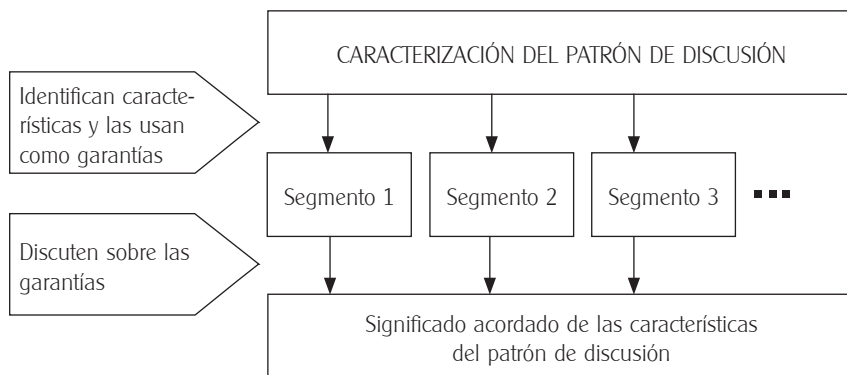 CARACTERIZACIÓN DEL PATRÓN DE DISCUSIÓN
Identifican caracte-
rísticas y las usan
como garantías
Segmento 1
Segmento 2
Segmento 3
Discuten sobre las
garantías
Significado acordado de las características
del patrón de discusión